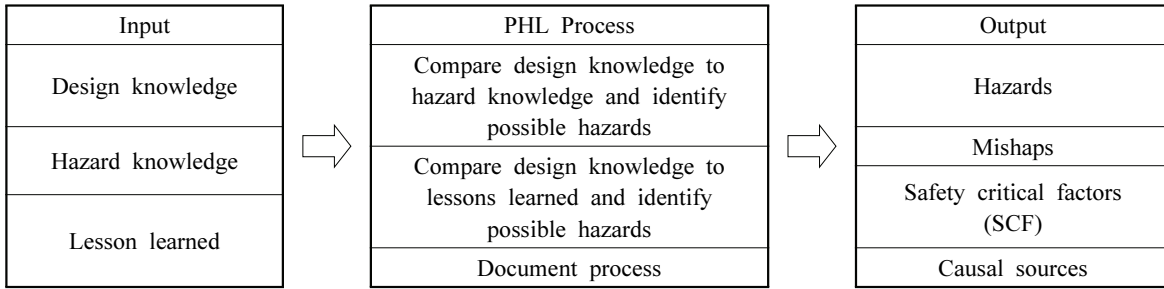 Input
Design knowledge
Hazard knowledge
Lesson learned
PHL Process
Compare design knowledge to
hazard knowledge and identify
possible hazards
Compare design knowledge to
lessons learned and identify
possible hazards
Document process
Output
Hazards
Mishaps
Safety critical factors
(SCF)
Causal sources